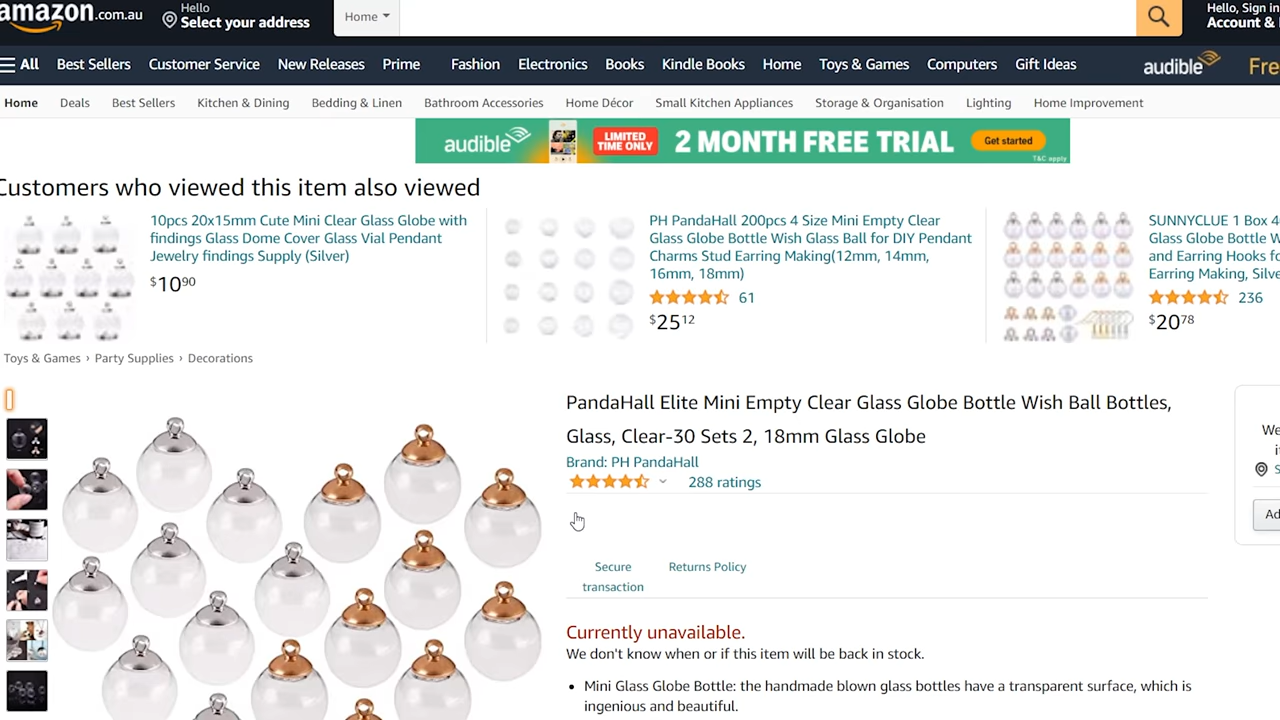 amazon.com.au
Hello
Select your address
Home
Hello, Sign in
Account &
All Best Sellers Customer Service New Releases Prime Fashion Electronics Books Kindle Books Home Toys & Games Computers Gift Ideas
audible
Home Deals Best Sellers Kitchen & Dining Bedding & Linen Bathroom Accessories Home Décor Small Kitchen Appliances Storage & Organisation Lighting Home Improvement
audible LIMITED TIME ONLY 2 MONTH FREE TRIAL Get started
T&C apply
Customers who viewed this item also viewed
10pcs 20x15mm Cute Mini Clear Glass Globe with
findings Glass Dome Cover Glass Vial Pendant
Jewelry findings Supply (Silver)
$1090
PH PandaHall 200pcs 4 Size Mini Empty Clear
Glass Globe Bottle Wish Glass Ball for DIY Pendant
Charms Stud Earring Making(12mm, 14mm,
16mm, 18mm)
61
$2512
SUNNYCLUE 1 Box 4
Glass Globe Bottle W
and Earring Hooks fo
Earring Making, Silve
236
$2078
Toys & Games › Party Supplies › Decorations
PandaHall Elite Mini Empty Clear Glass Globe Bottle Wish Ball Bottles,
Glass, Clear-30 Sets 2, 18mm Glass Globe
Brand: PH PandaHall
288 ratings
We
Ad
Secure
transaction
Returns Policy
Currently unavailable.
We don't know when or if this item will be back in stock.
• Mini Glass Globe Bottle: the handmade blown glass bottles have a transparent surface, which is
ingenious and beautiful.